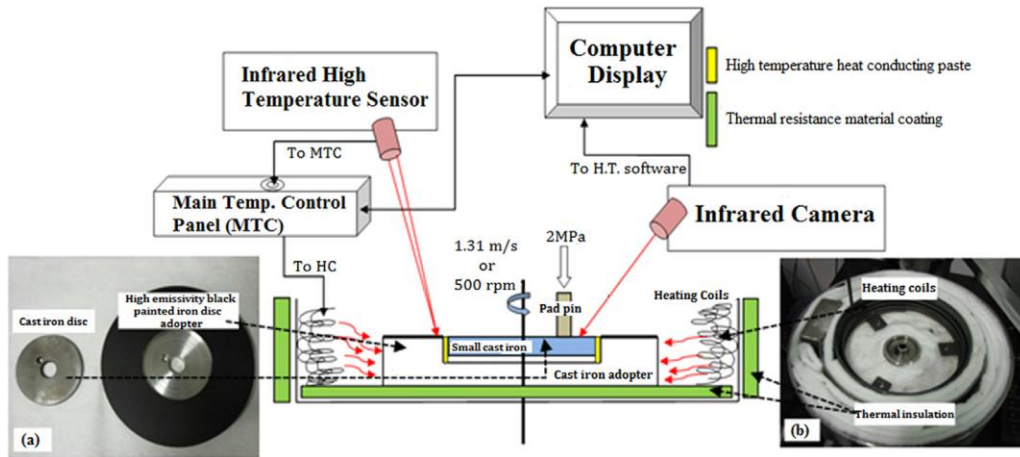 Infrared High
Temperature Sensor
Computer
Display
High temperature heat conducting paste
Thermal resistance material coating
To MTC
To H.T. software
Main Temp. Control
Panel (MTC)
Infrared Camera
1.31 m/s
or
500 rpm
2MPa
To HC
High emissivity black
painted iron disc
adopter
Cast iron disc
Pad pin
Heating Coils
Heating coils
Small cast iron
Cast iron adopter
Thermal insulation
(a)
(b)